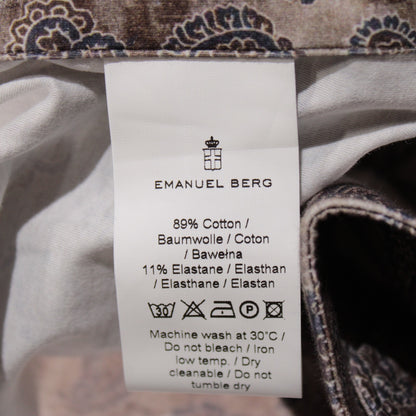 EMANUEL BERG
89% Cotton /
Baumwolle / Coton
/ Bawełna
11% Elastane / Elasthan
/ Elasthane / Elastan
30
P
Machine wash at 30°C /
Do not bleach / Iron
low temp. / Dry
cleanable / Do not
tumble dry